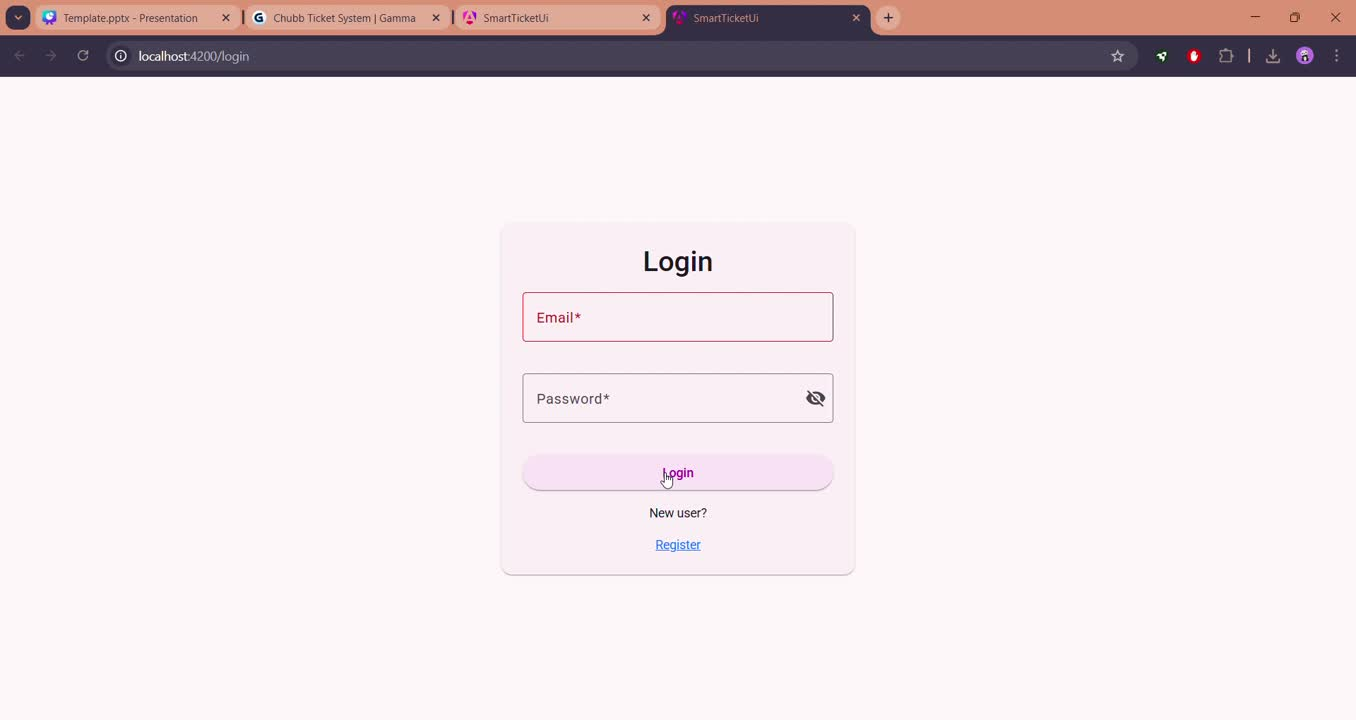 Template.pptx - Presentation
Chubb Ticket System | Gamma
SmartTicketUi
SmartTicketUi
localhost:4200/login
Login
Email*
Password*
Login
New user?
Register